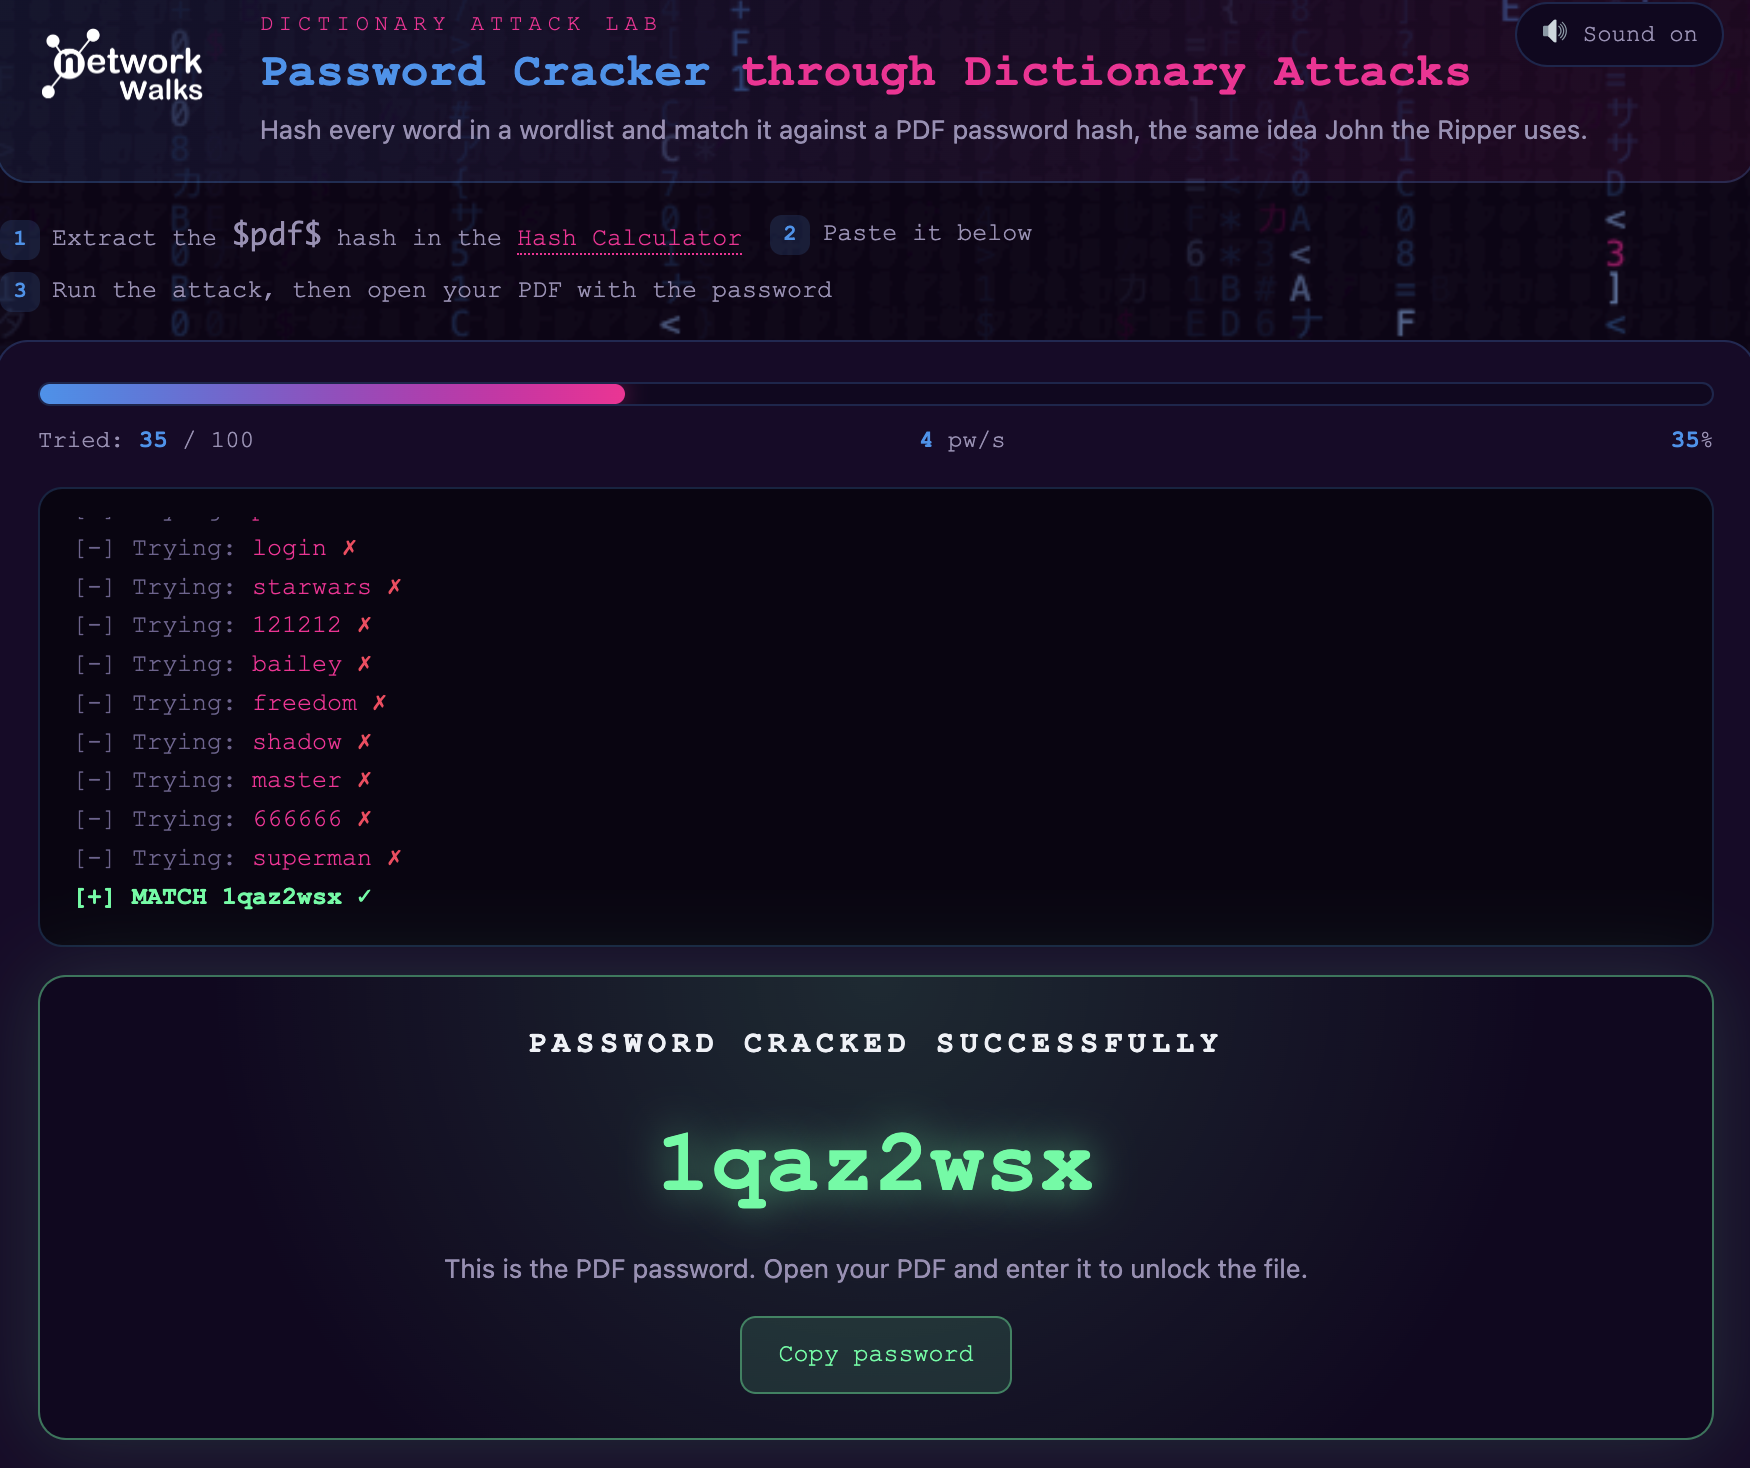 network
Walks
DICTIONARY ATTACK LAB
Sound on
Password Cracker through Dictionary Attacks
Hash every word in a wordlist and match it against a PDF password hash, the same idea John the Ripper uses.
1 Extract the $pdf$ hash in the Hash Calculator
2 Paste it below
3 Run the attack, then open your PDF with the password
Tried: 35 / 100
4 pw/s
35%
[-] Trying: login ✗
[-] Trying: starwars ✗
[-] Trying: 121212 ✗
[-] Trying: bailey ✗
[-] Trying: freedom ✗
[-] Trying: shadow ✗
[-] Trying: master ✗
[-] Trying: 666666 ✗
[-] Trying: superman ✗
[+] MATCH 1qaz2wsx ✓
PASSWORD CRACKED SUCCESSFULLY
1qaz2wsx
This is the PDF password. Open your PDF and enter it to unlock the file.
Copy password